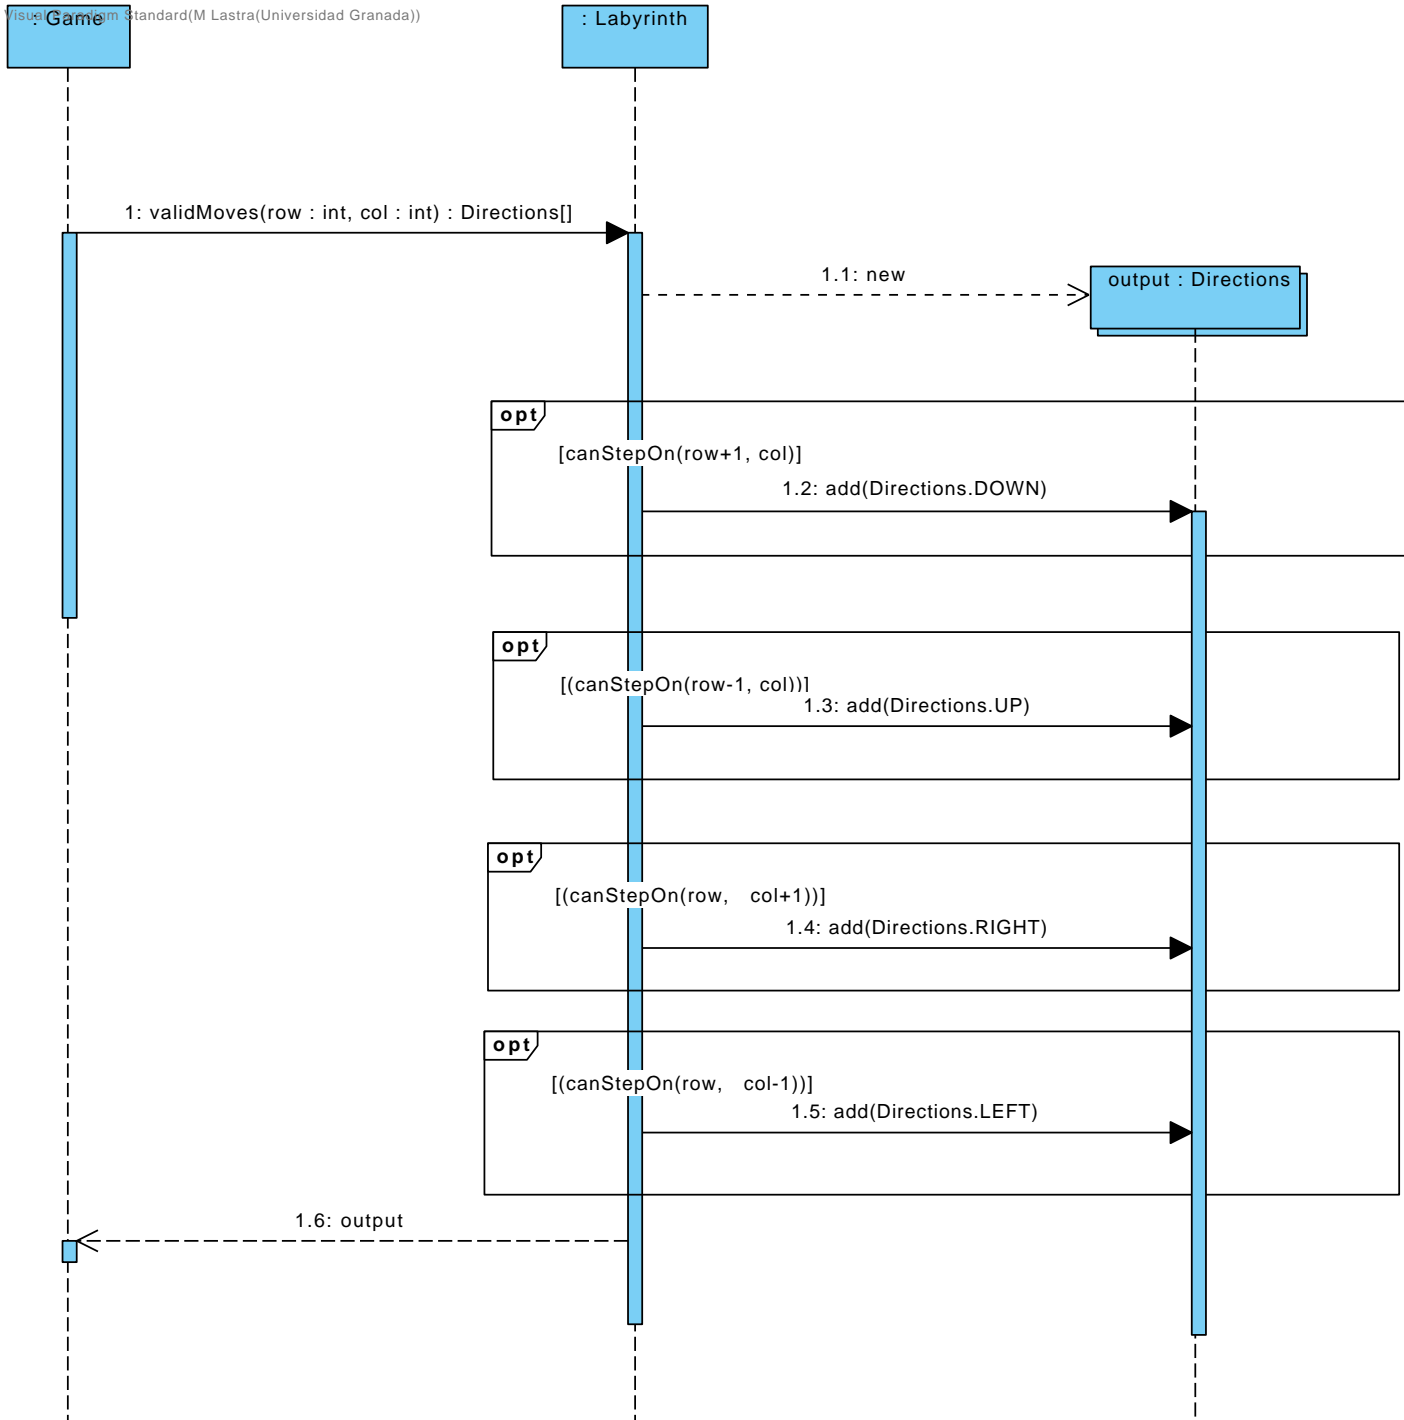 Visual Paradigm Standard(M Lastra(Universidad Granada))
: Game
: Labyrinth
1: validMoves(row : int, col : int) : Directions[]
1.1: new
output : Directions
opt
[canStepOn(row+1, col)]
1.2: add(Directions.DOWN)
opt
[(canStepOn(row-1, col))]
1.3: add(Directions.UP)
opt
[(canStepOn(row, col+1))]
1.4: add(Directions.RIGHT)
opt
[(canStepOn(row, col-1))]
1.5: add(Directions.LEFT)
1.6: output